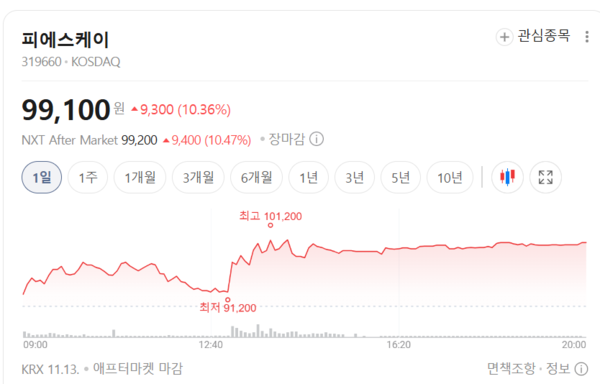 피에스케이
+ 관심종목
319660 · KOSDAQ
99,100원 ▲ 9,300 (10.36%)
NXT After Market 99,200 ▲ 9,400 (10.47%) • 장마감
1일 1주 1개월 3개월 6개월 1년 3년 5년 10년
최고 101,200
최저 91,200
09:00 12:40 16:20 20:00
KRX 11.13. • 애프터마켓 마감
면책조항 · 정보